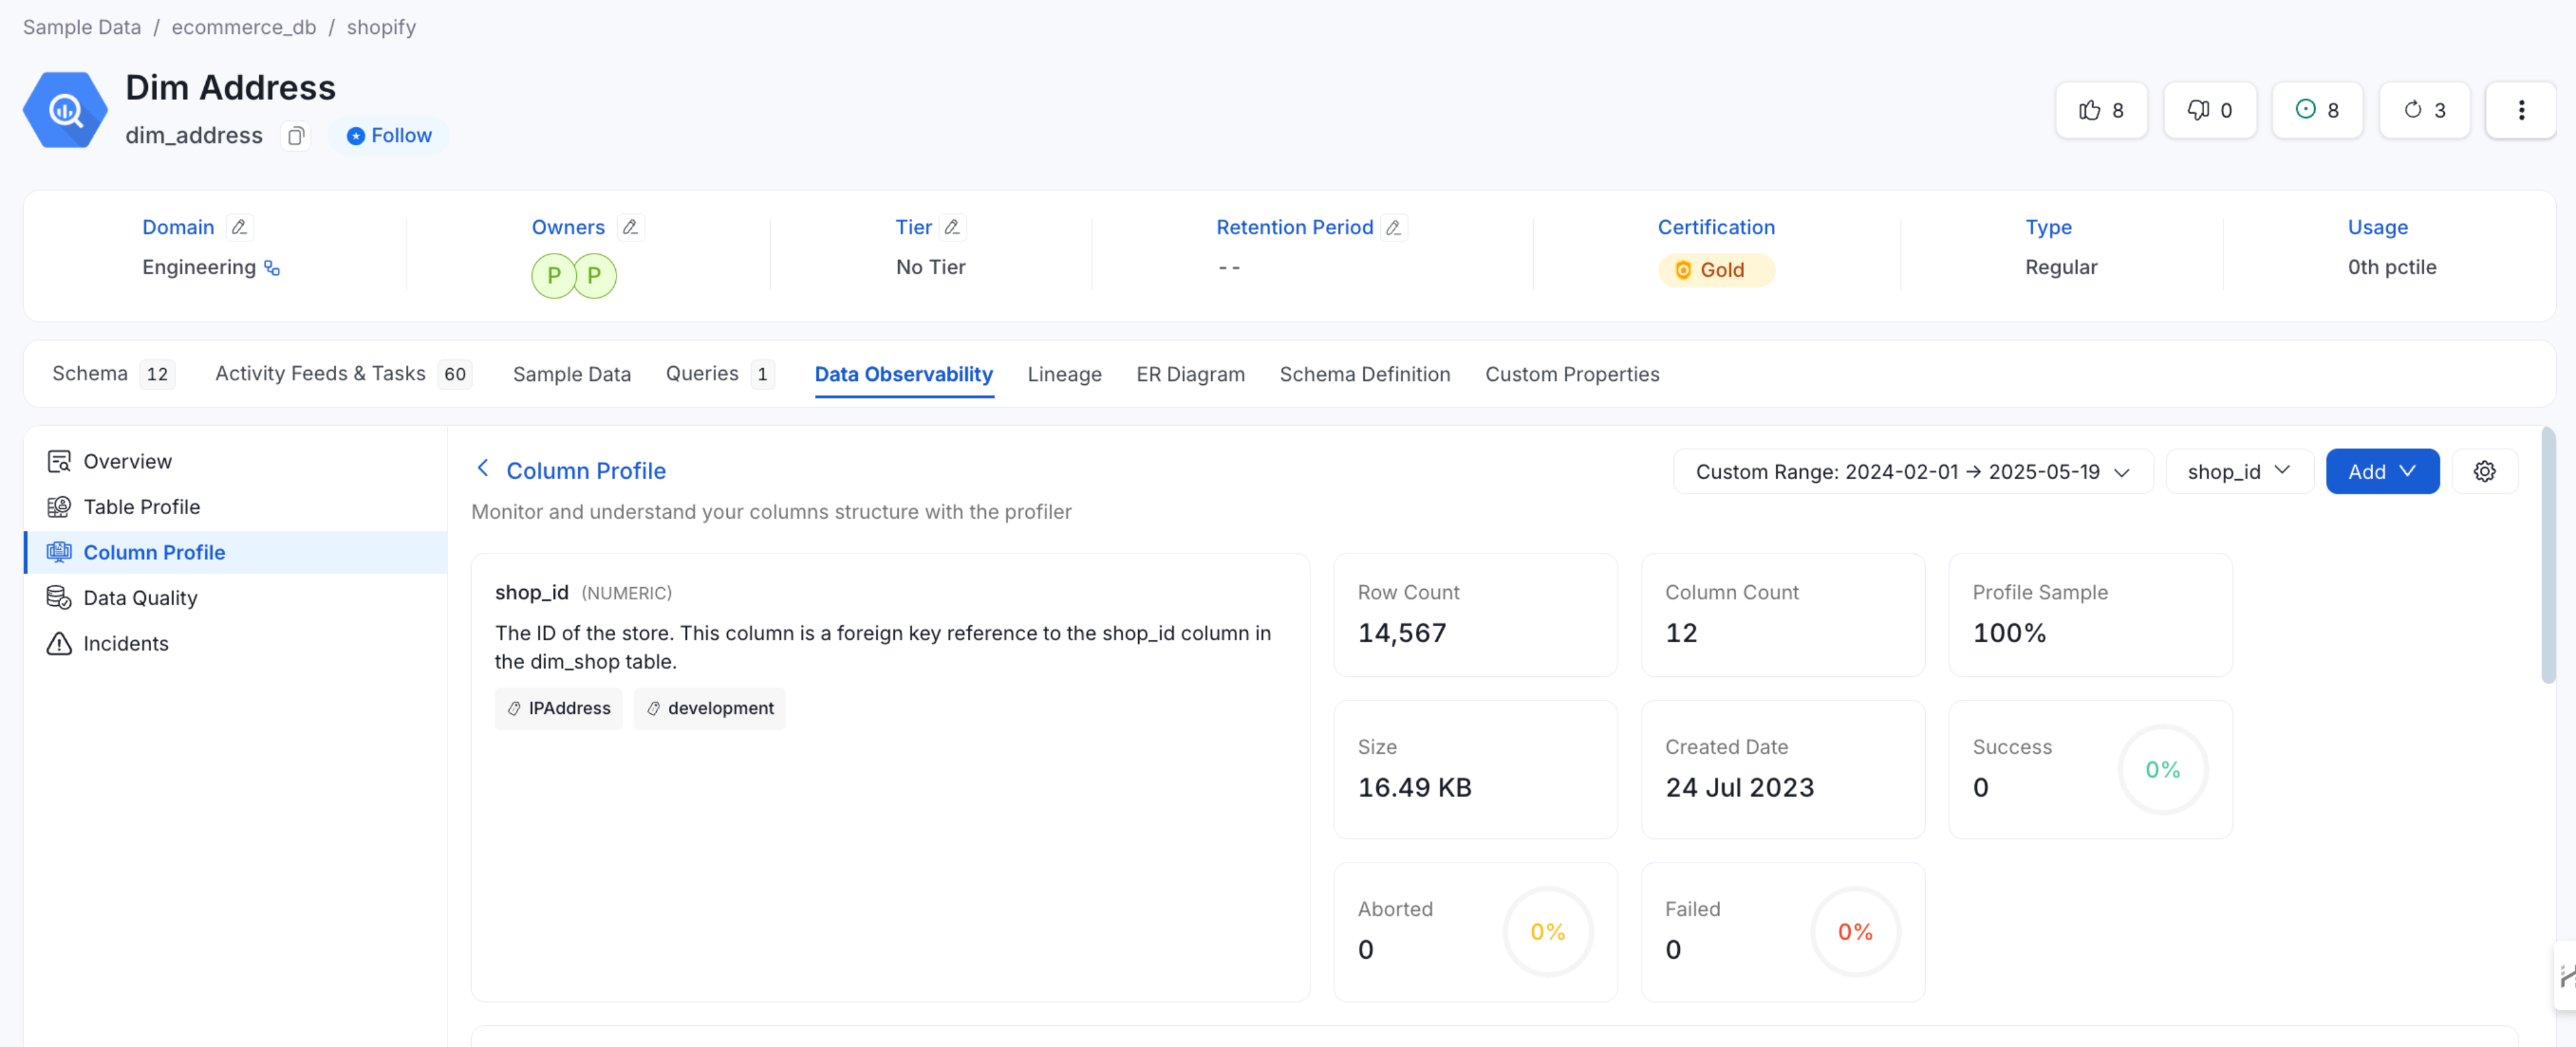 Sample Data / ecommerce_db / shopify
Dim Address
dim_address
Follow
8
0
8
3
Domain
Engineering
Owners
P P
Tier
No Tier
Retention Period
--
Certification
Gold
Type
Regular
Usage
0th pctile
Schema 12
Activity Feeds & Tasks 60
Sample Data
Queries 1
Data Observability
Lineage
ER Diagram
Schema Definition
Custom Properties
Overview
Table Profile
Column Profile
Data Quality
Incidents
Column Profile
Monitor and understand your columns structure with the profiler
Custom Range: 2024-02-01 → 2025-05-19
shop_id
Add
shop_id (NUMERIC)
The ID of the store. This column is a foreign key reference to the shop_id column in
the dim_shop table.
IPAddress
development
Row Count
14,567
Column Count
12
Profile Sample
100%
Size
16.49 KB
Created Date
24 Jul 2023
Success
0
0%
Aborted
0
0%
Failed
0
0%